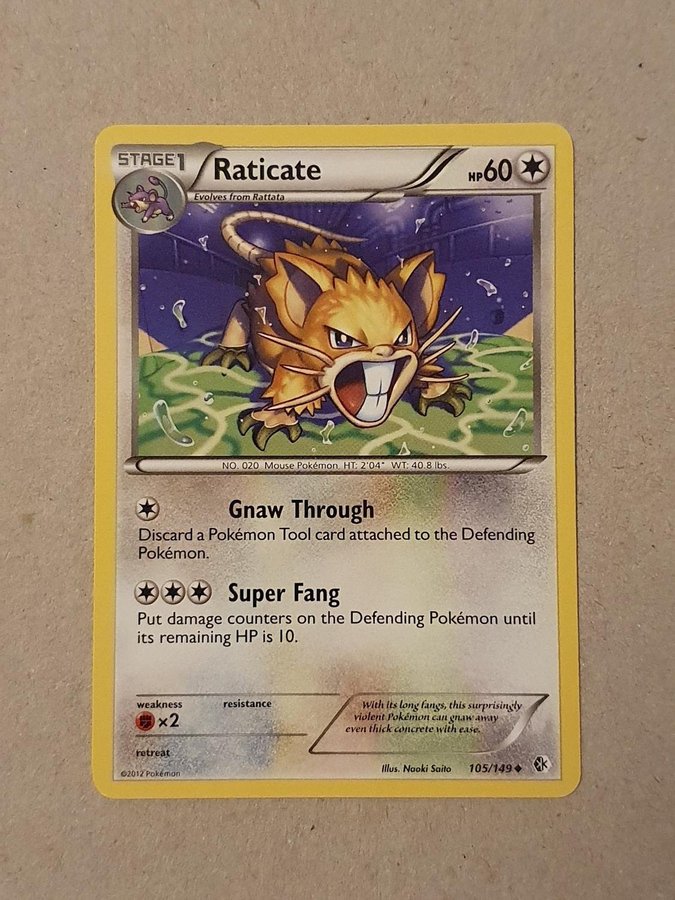 STAGE1
Raticate
HP60
Evolves from Rattata
NO. 020 Mouse Pokémon. HT: 2'04" WT: 40.8 lbs.
Gnaw Through
Discard a Pokémon Tool card attached to the Defending
Pokémon.
Super Fang
Put damage counters on the Defending Pokémon until
its remaining HP is 10.
weakness
resistance
×2
retreat
With its long fangs, this surprisingly
violent Pokémon can gnaw away
even thick concrete with ease.
©2012 Pokémon
Illus. Naoki Saito
105/149